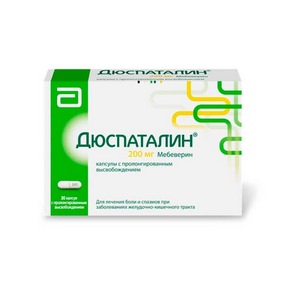 Дюспаталин®
200 мг Мебеверин
капсулы с пролонгированным
высвобождением
30 капсул
с пролонгированным
высвобождением
Для лечения боли и спазмов при
заболеваниях желудочно-кишечного тракта